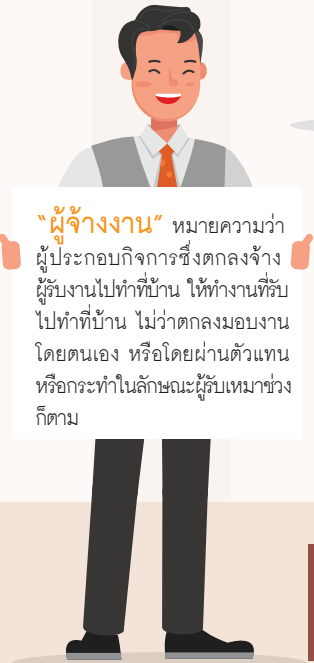 “ผู้จ้างงาน” หมายความว่า
ผู้ประกอบกิจการซึ่งตกลงจ้าง
ผู้รับงานไปทำที่บ้าน ให้ทำงานที่รับ
ไปทำที่บ้าน ไม่ว่าตกลงมอบงาน
โดยตนเอง หรือโดยผ่านตัวแทน
หรือกระทำในลักษณะผู้รับเหมาช่วง
ก็ตาม